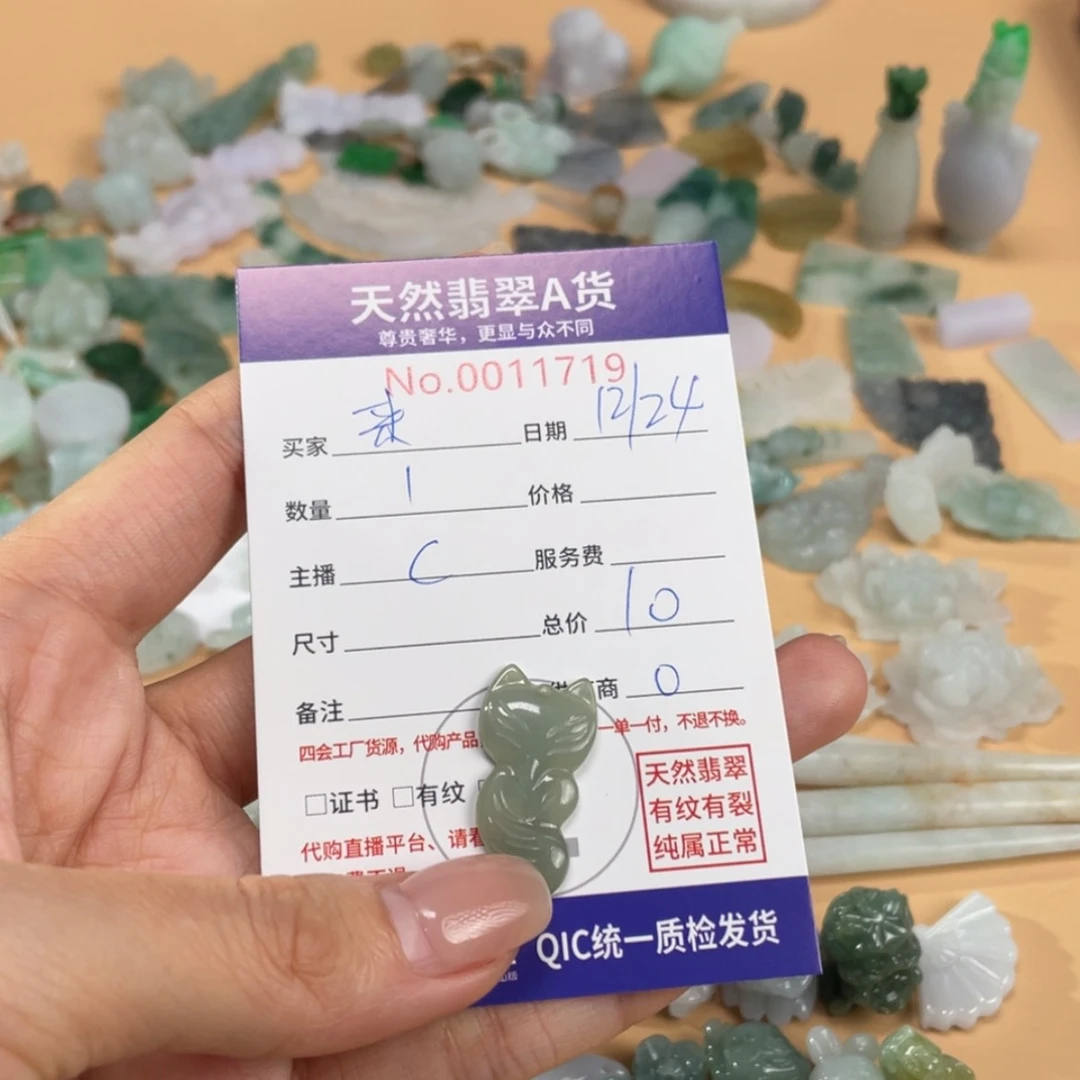 天然翡翠A货
尊贵奢华，更显与众不同
No.0011719
买家 日期 12/24
数量 1 价格
主播 C 服务费
尺寸 总价 10
备注 商 0
四会工厂货源，代购产品 一单一付，不退不换。
□证书 □有纹
天然翡翠
有纹有裂
纯属正常
代购直播平台、请看
QIC统一质检发货